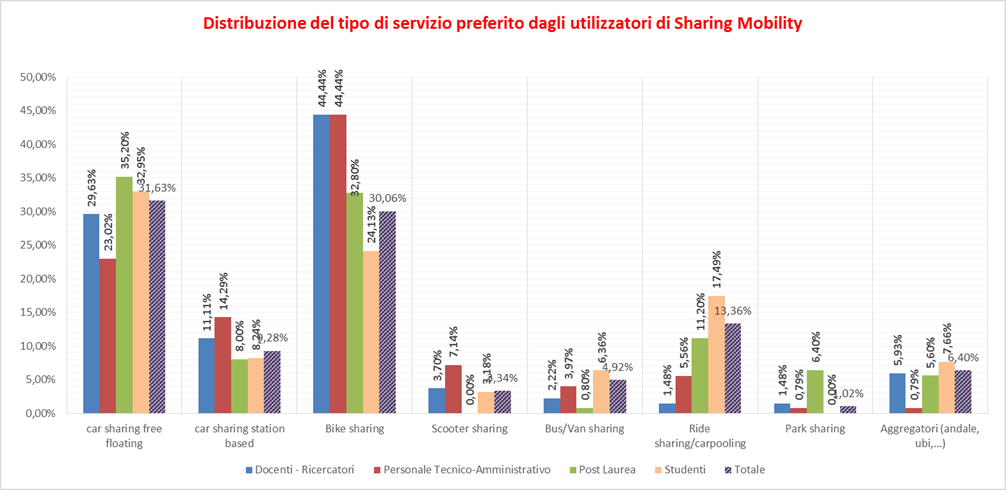 Distribuzione del tipo di servizio preferito dagli utilizzatori di Sharing Mobility
50,00%
45,00%
40,00%
35,00%
30,00%
25,00%
20,00%
15,00%
10,00%
5,00%
0,00%
29,63%
23,02%
35,20%
32,95%
31,63%
11,11%
14,29%
8,00%
8,24%
9,28%
44,44%
44,44%
32,80%
24,13%
30,06%
3,70%
7,14%
0,00%
3,18%
3,34%
2,22%
3,97%
0,80%
6,36%
4,92%
1,48%
5,56%
11,20%
17,49%
13,36%
1,48%
0,79%
6,40%
0,00%
1,02%
5,93%
0,79%
5,60%
7,66%
6,40%
car sharing free
floating
car sharing station
based
Bike sharing
Scooter sharing
Bus/Van sharing
Ride
sharing/carpooling
Park sharing
Aggregatori (andale,
ubi,...)
Docenti - Ricercatori
Personale Tecnico-Amministrativo
Post Laurea
Studenti
Totale